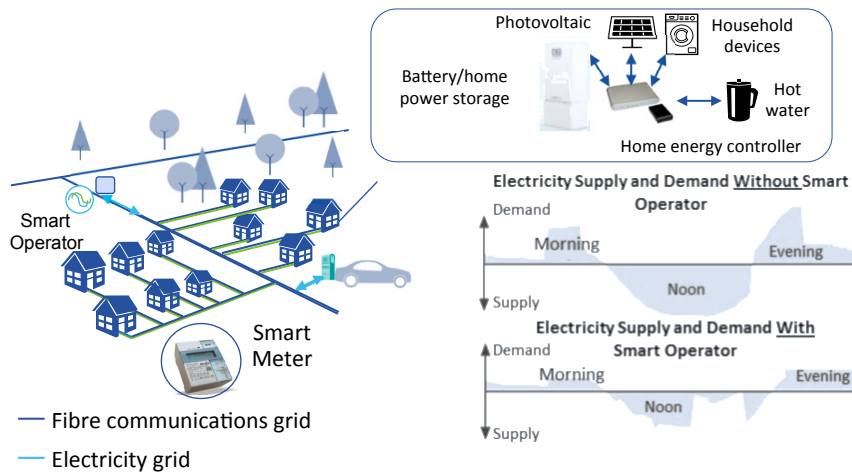 Photovoltaic
Household
devices
Battery/home
power storage
Hot
water
Home energy controller
Smart
Operator
Smart
Meter
Fibre communications grid
Electricity grid
Electricity Supply and Demand Without Smart
Operator
Demand
Morning
Evening
Noon
Supply
Electricity Supply and Demand With
Smart Operator
Demand
Morning
Evening
Noon
Supply